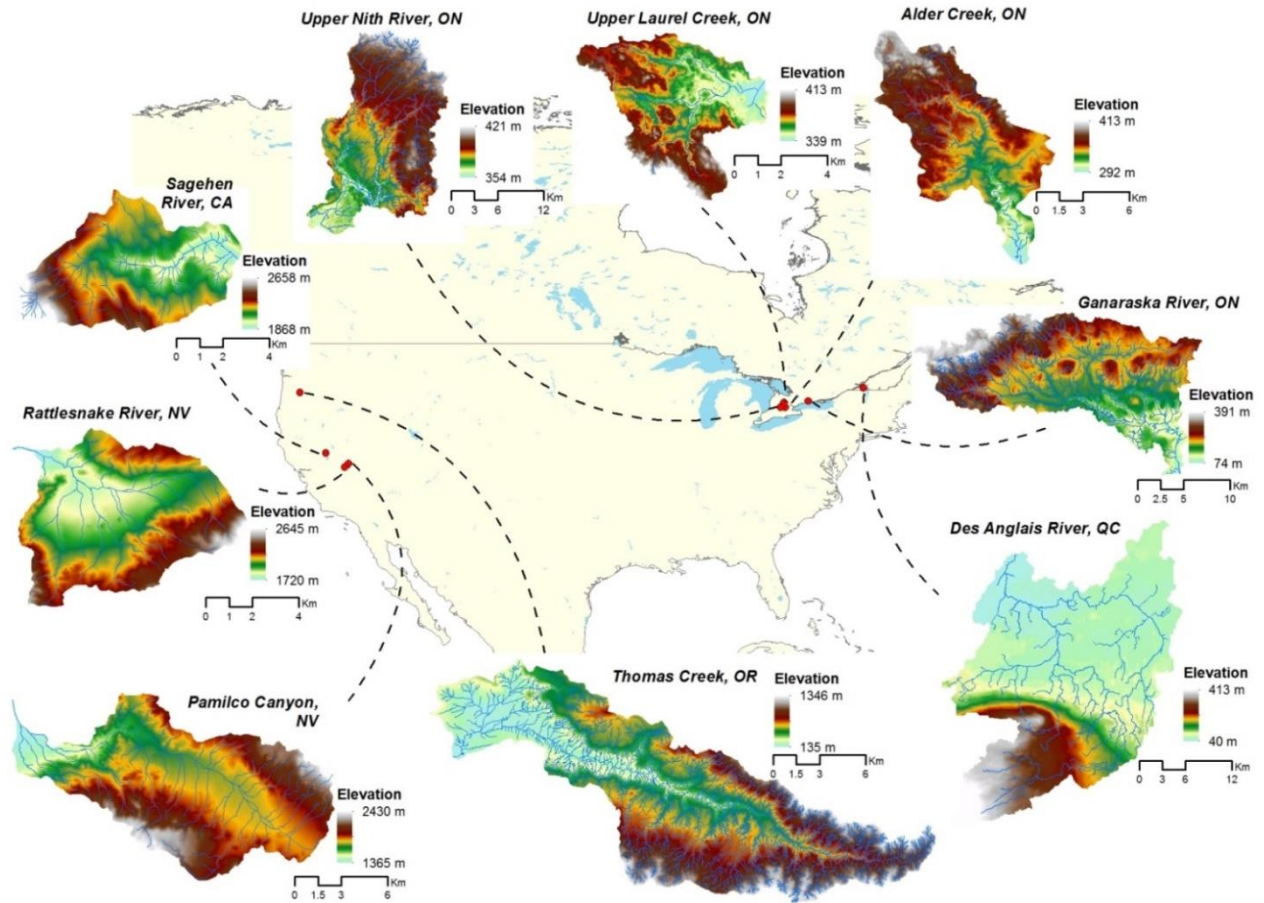 Upper Nith River, ON
Elevation
421 m
354 m
0 3 6 12
Km
Upper Laurel Creek, ON
Elevation
413 m
339 m
0 1 2 4
Km
Alder Creek, ON
Elevation
413 m
292 m
0 1.5 3 6
Km
Sagehen
River, CA
Elevation
2658 m
1868 m
0 1 2 4
Km
Ganaraska River, ON
Elevation
391 m
74 m
0 2.5 5 10
Km
Rattlesnake River, NV
Elevation
2645 m
1720 m
0 1 2 4
Km
Des Anglais River, QC
Elevation
413 m
40 m
0 3 6 12
Km
Pamilco Canyon,
NV
Elevation
2430 m
1365 m
0 1.5 3 6
Km
Thomas Creek, OR
Elevation
1346 m
135 m
0 1.5 3 6
Km